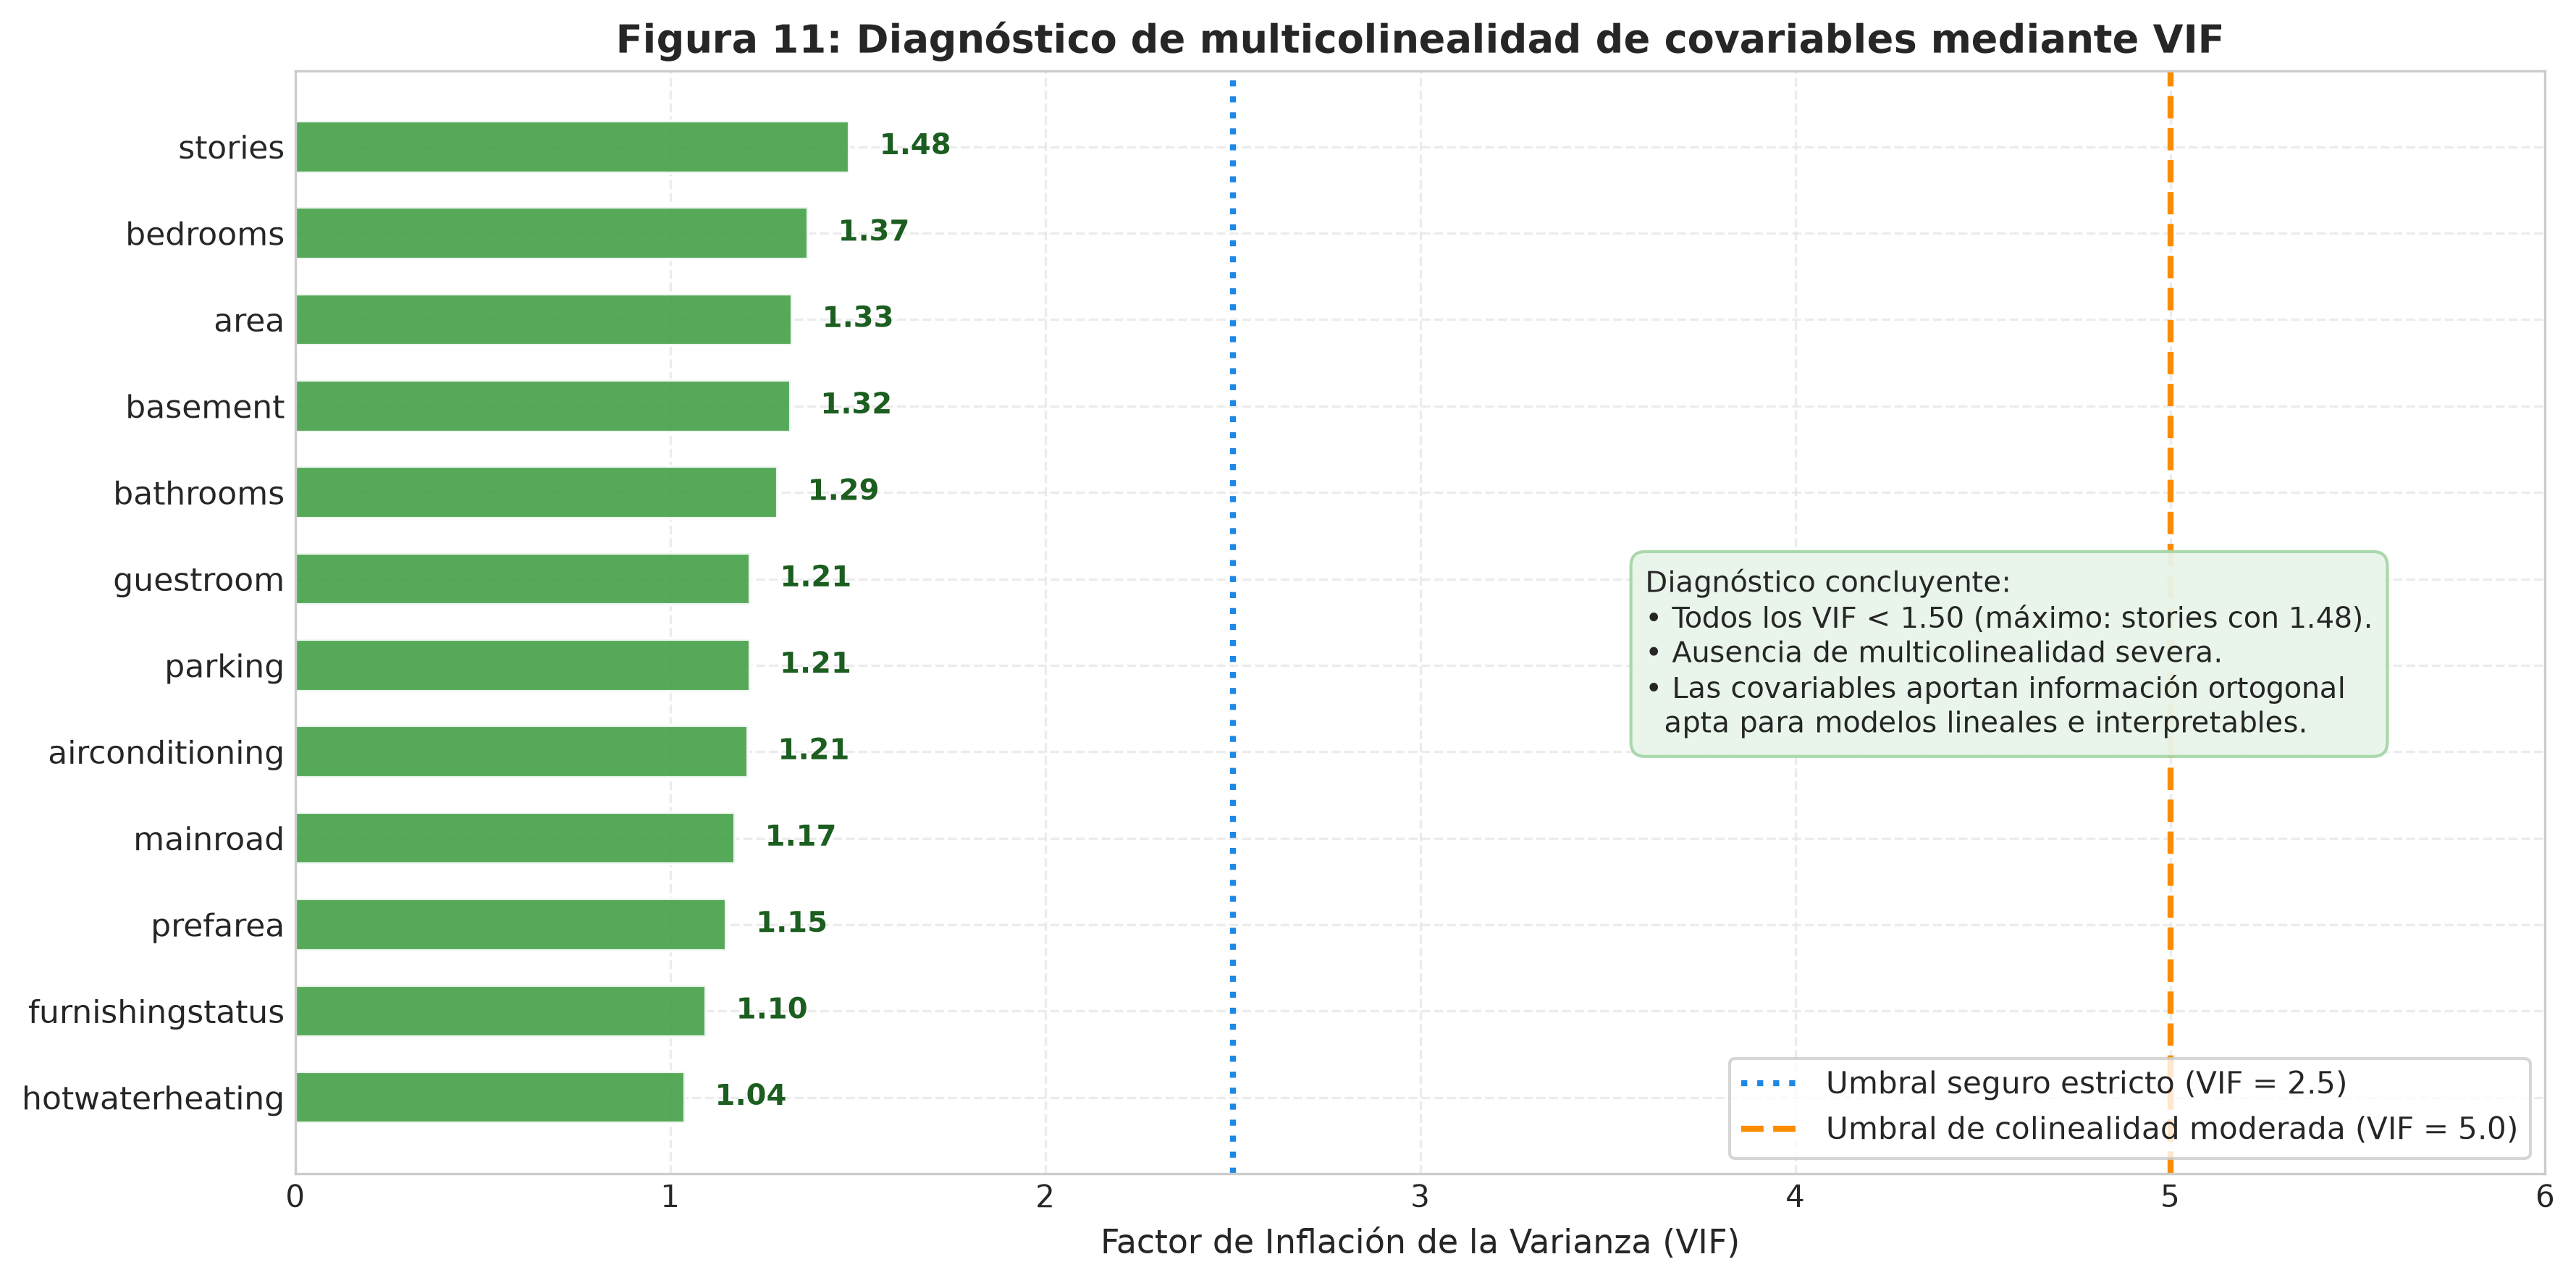 Figura 11: Diagnóstico de multicolinealidad de covariables mediante VIF
stories
1.48
bedrooms
1.37
area
1.33
basement
1.32
bathrooms
1.29
guestroom
1.21
parking
1.21
airconditioning
1.21
mainroad
1.17
prefarea
1.15
furnishingstatus
1.10
hotwaterheating
1.04
Diagnóstico concluyente:
• Todos los VIF < 1.50 (máximo: stories con 1.48).
• Ausencia de multicolinealidad severa.
• Las covariables aportan información ortogonal
apta para modelos lineales e interpretables.
Umbral seguro estricto (VIF = 2.5)
Umbral de colinealidad moderada (VIF = 5.0)
0 1 2 3 4 5 6
Factor de Inflación de la Varianza (VIF)